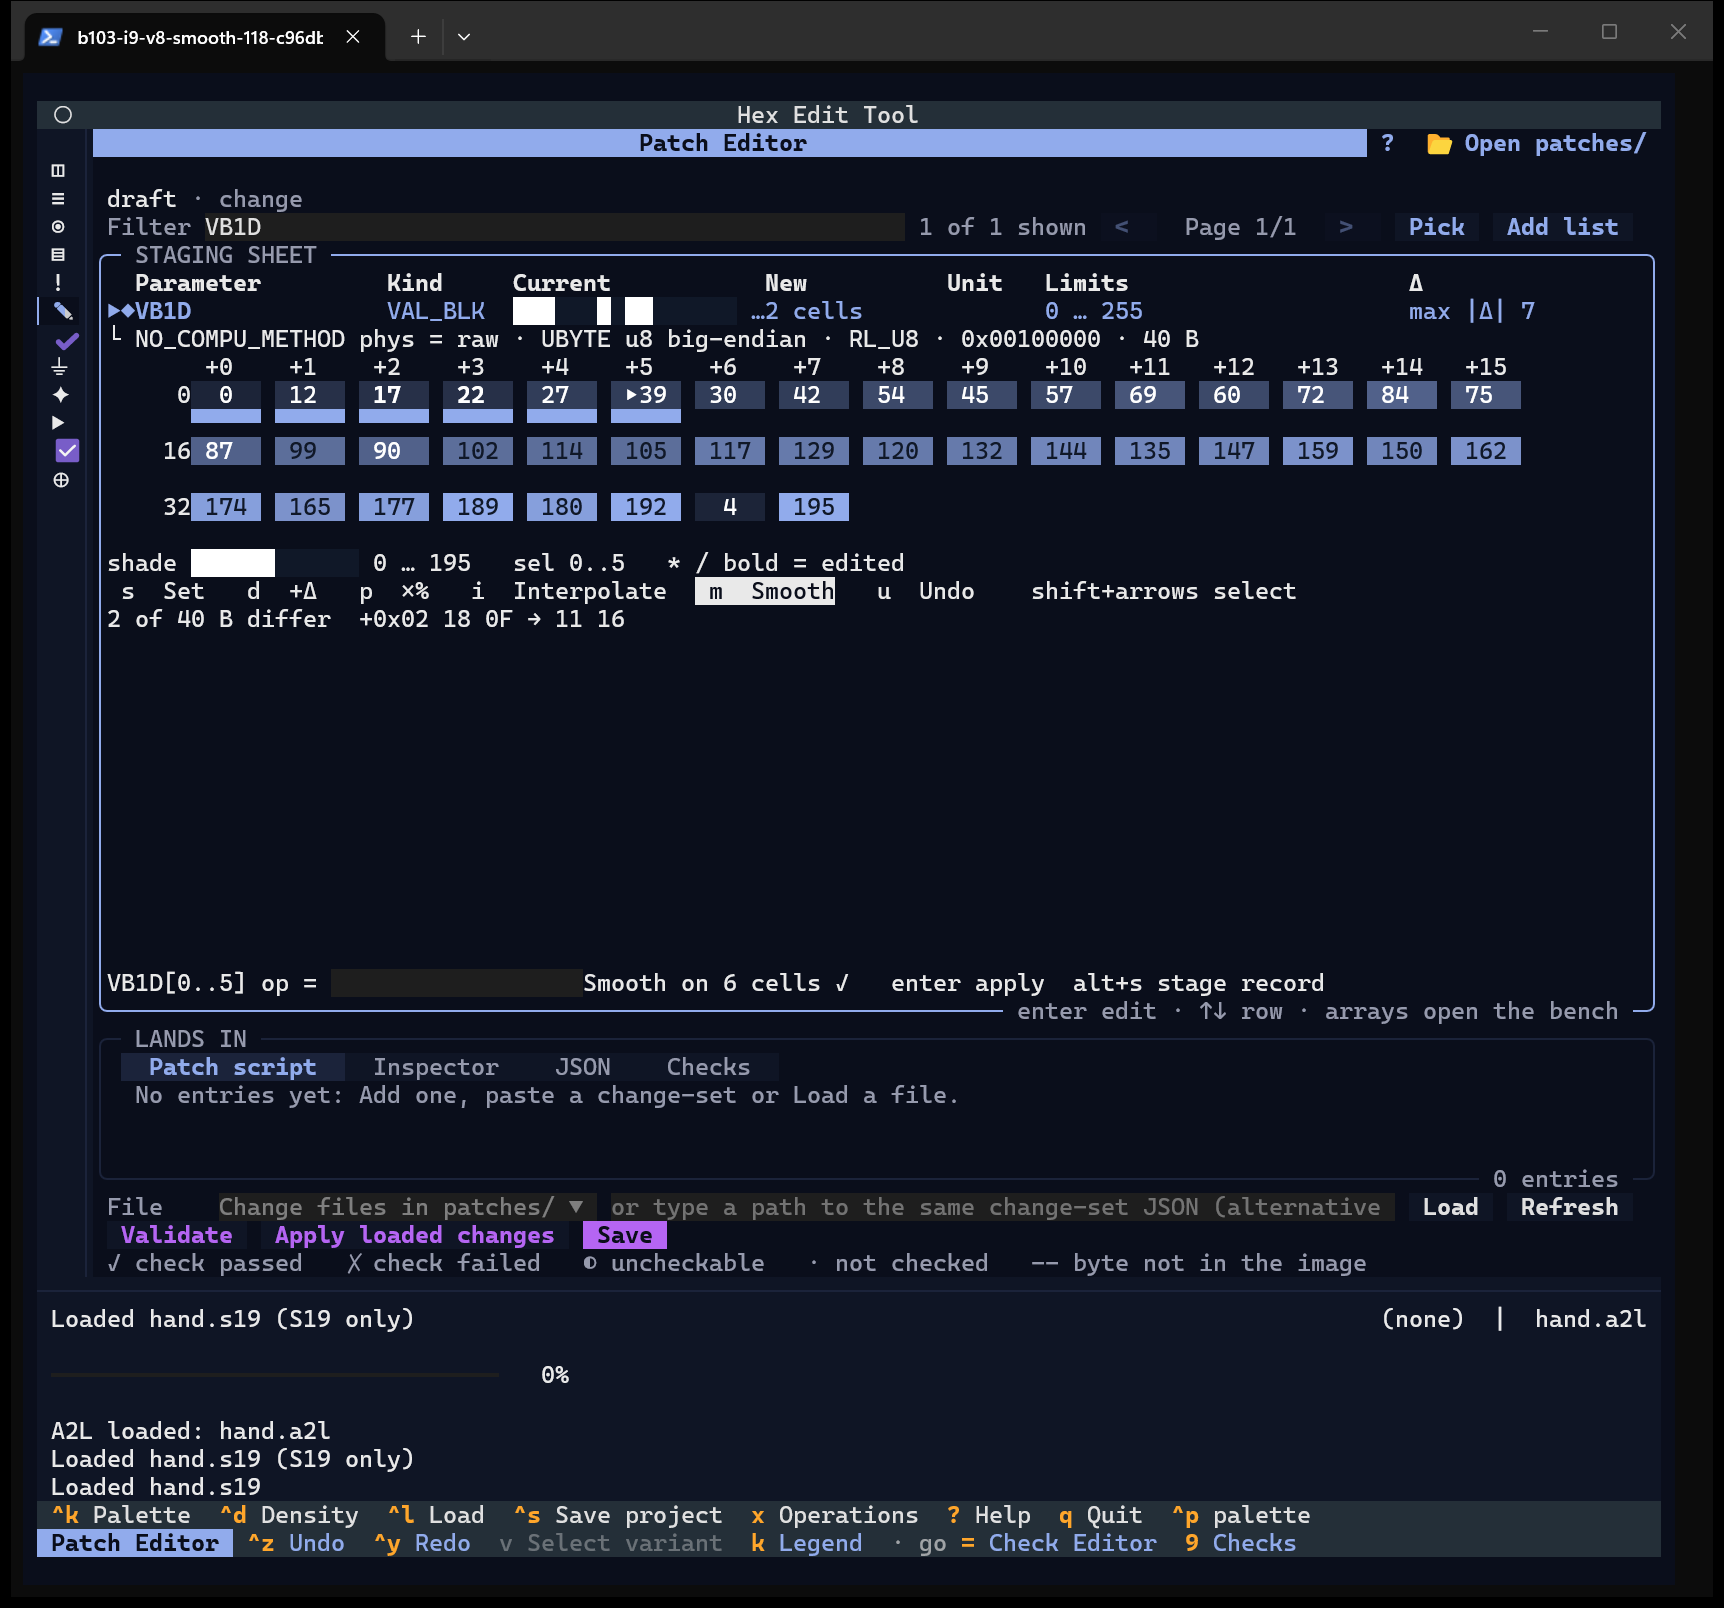 b103-i9-v8-smooth-118-c96db
Hex Edit Tool
Patch Editor ? Open patches/
draft · change
Filter VB1D 1 of 1 shown < Page 1/1 > Pick Add list
STAGING SHEET
Parameter Kind Current New Unit Limits Δ
▶◆VB1D VAL_BLK …2 cells 0 … 255 max |Δ| 7
└ NO_COMPU_METHOD phys = raw · UBYTE u8 big-endian · RL_U8 · 0x00100000 · 40 B
+0 +1 +2 +3 +4 +5 +6 +7 +8 +9 +10 +11 +12 +13 +14 +15
0 0 12 17 22 27 ▶39 30 42 54 45 57 69 60 72 84 75
16 87 99 90 102 114 105 117 129 120 132 144 135 147 159 150 162
32 174 165 177 189 180 192 4 195
shade 0 … 195 sel 0..5 * / bold = edited
s Set d +Δ p ×% i Interpolate m Smooth u Undo shift+arrows select
2 of 40 B differ +0x02 18 0F → 11 16
VB1D[0..5] op = Smooth on 6 cells ✓ enter apply alt+s stage record
enter edit · ↑↓ row · arrays open the bench
LANDS IN
Patch script Inspector JSON Checks
No entries yet: Add one, paste a change-set or Load a file.
0 entries
File Change files in patches/ ▼ or type a path to the same change-set JSON (alternative Load Refresh
Validate Apply loaded changes Save
✓ check passed ✗ check failed ◐ uncheckable · not checked -- byte not in the image
Loaded hand.s19 (S19 only) (none) | hand.a2l
0%
A2L loaded: hand.a2l
Loaded hand.s19 (S19 only)
Loaded hand.s19
^k Palette ^d Density ^l Load ^s Save project x Operations ? Help q Quit ^p palette
Patch Editor ^z Undo ^y Redo v Select variant k Legend · go = Check Editor 9 Checks